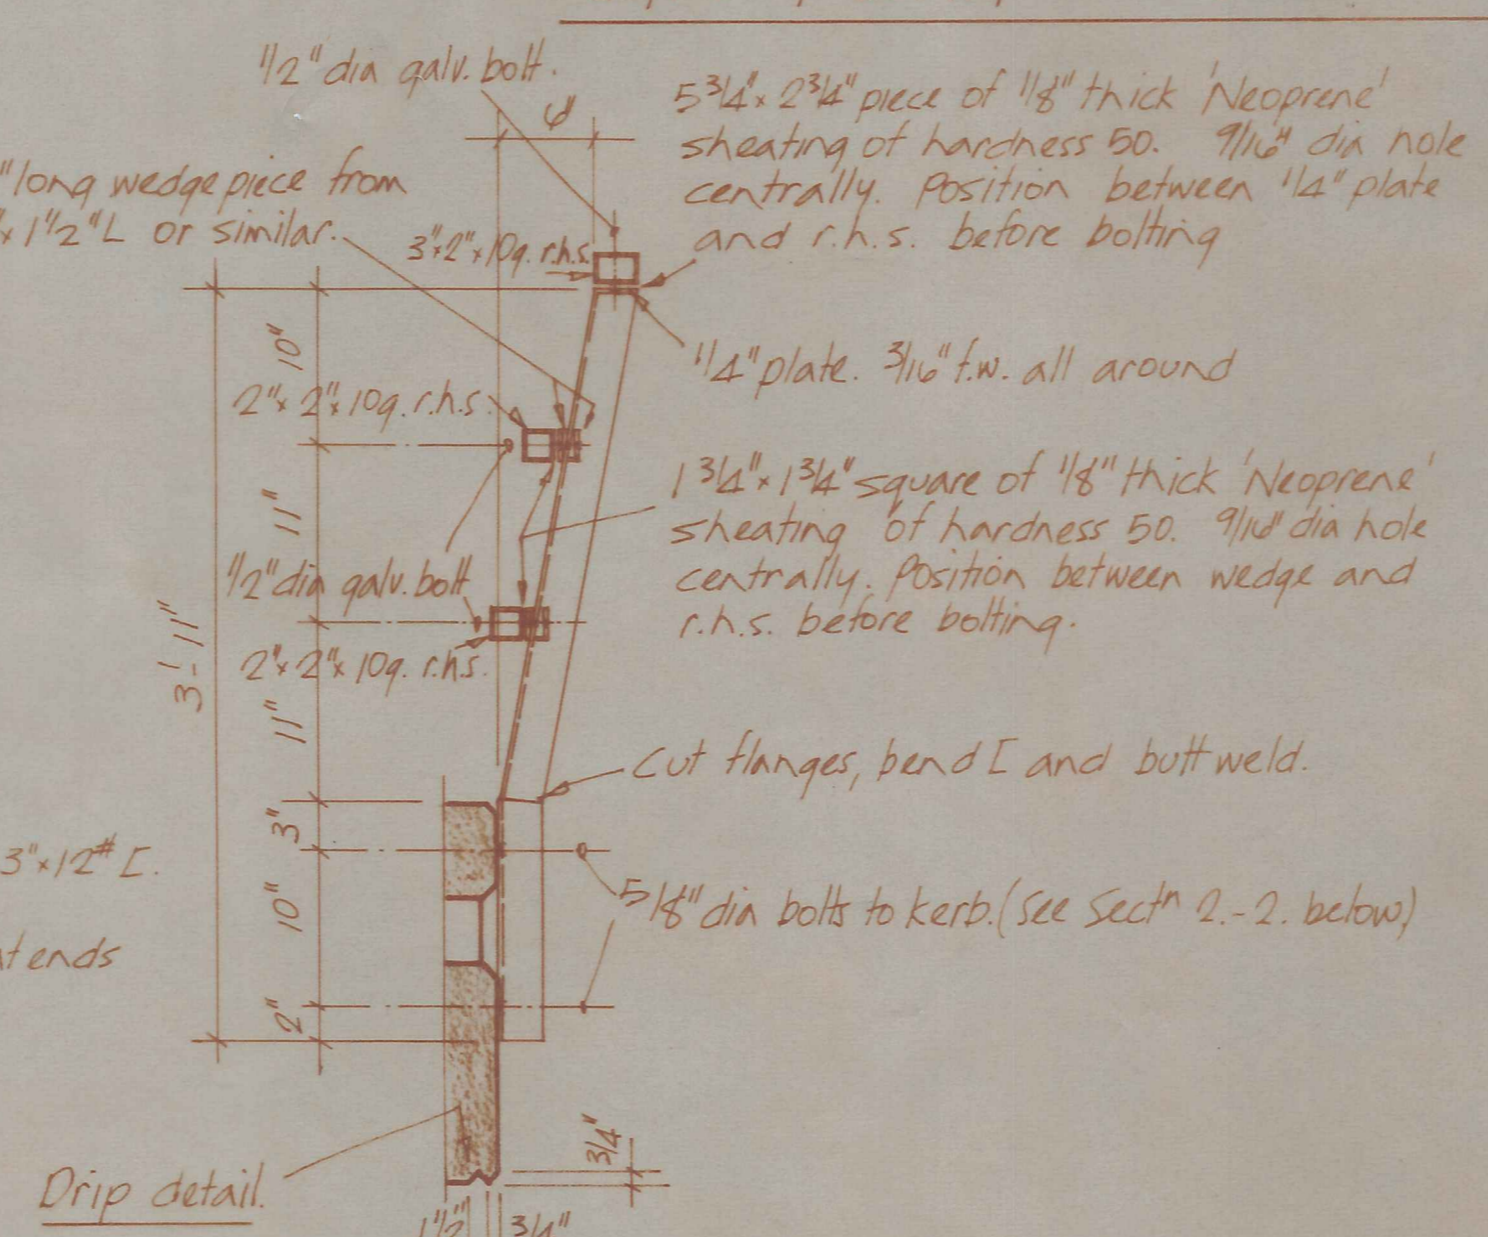 1/2" dia galv. bolt.
6"
5 3/4" x 2 3/4" piece of 1/8" thick 'Neoprene'
sheating of hardness 50. 9/16" dia hole
centrally. Position between 1/4" plate
and r.h.s. before bolting
" long wedge piece from
" x 1 1/2" L or similar.
3" x 2" x 10g. r.h.s.
10"
1/4" plate. 3/16" f.w. all around
2" x 2" x 10g. r.h.s.
1 3/4" x 1 3/4" square of 1/8" thick 'Neoprene'
sheating of hardness 50. 9/16" dia hole
centrally. Position between wedge and
r.h.s. before bolting.
11"
1/2" dia galv. bolt
3'-11"
2" x 2" x 10g. r.h.s.
11"
cut flanges, bend [ and butt weld.
3"
3" x 12# [.
10"
5/8" dia bolts to kerb. (see Sectn 2.-2. below)
at ends
2"
3/4"
Drip detail.
1 1/2"
3/4"